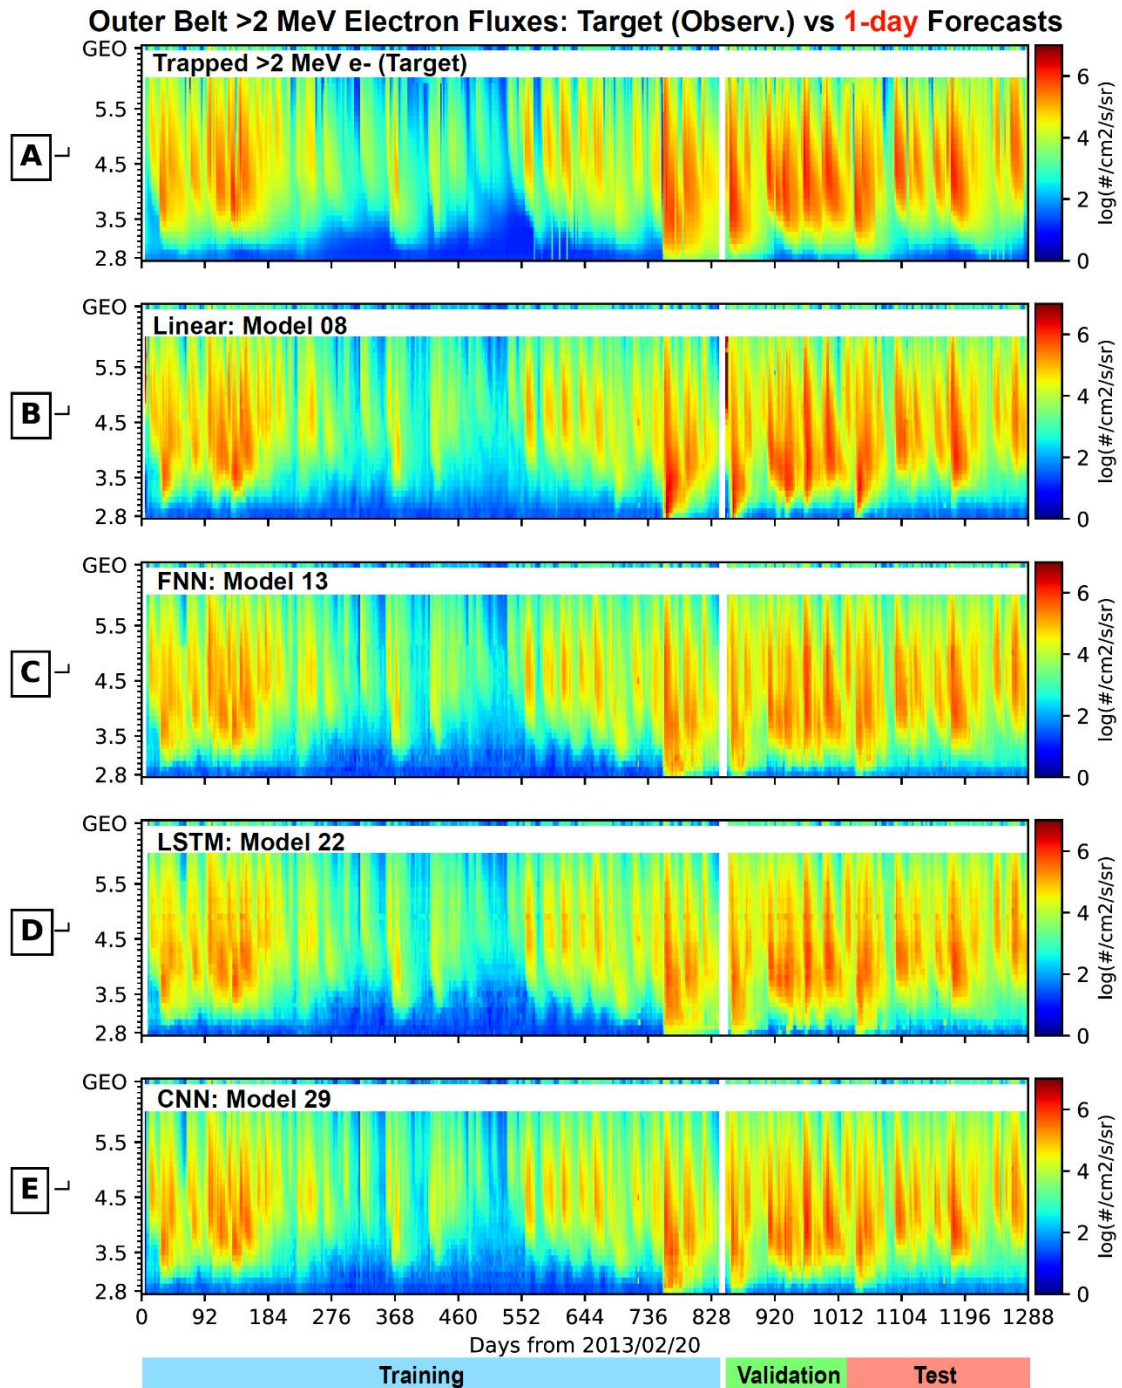 Outer Belt >2 MeV Electron Fluxes: Target (Observ.) vs 1-day Forecasts
A
L
GEO
5.5
4.5
3.5
2.8
Trapped >2 MeV e- (Target)
6
4
2
0
log(#/cm2/s/sr)
B
L
GEO
5.5
4.5
3.5
2.8
Linear: Model 08
6
4
2
0
log(#/cm2/s/sr)
C
L
GEO
5.5
4.5
3.5
2.8
FNN: Model 13
6
4
2
0
log(#/cm2/s/sr)
D
L
GEO
5.5
4.5
3.5
2.8
LSTM: Model 22
6
4
2
0
log(#/cm2/s/sr)
E
L
GEO
5.5
4.5
3.5
2.8
CNN: Model 29
6
4
2
0
log(#/cm2/s/sr)
0 92 184 276 368 460 552 644 736 828 920 1012 1104 1196 1288
Days from 2013/02/20
Training Validation Test